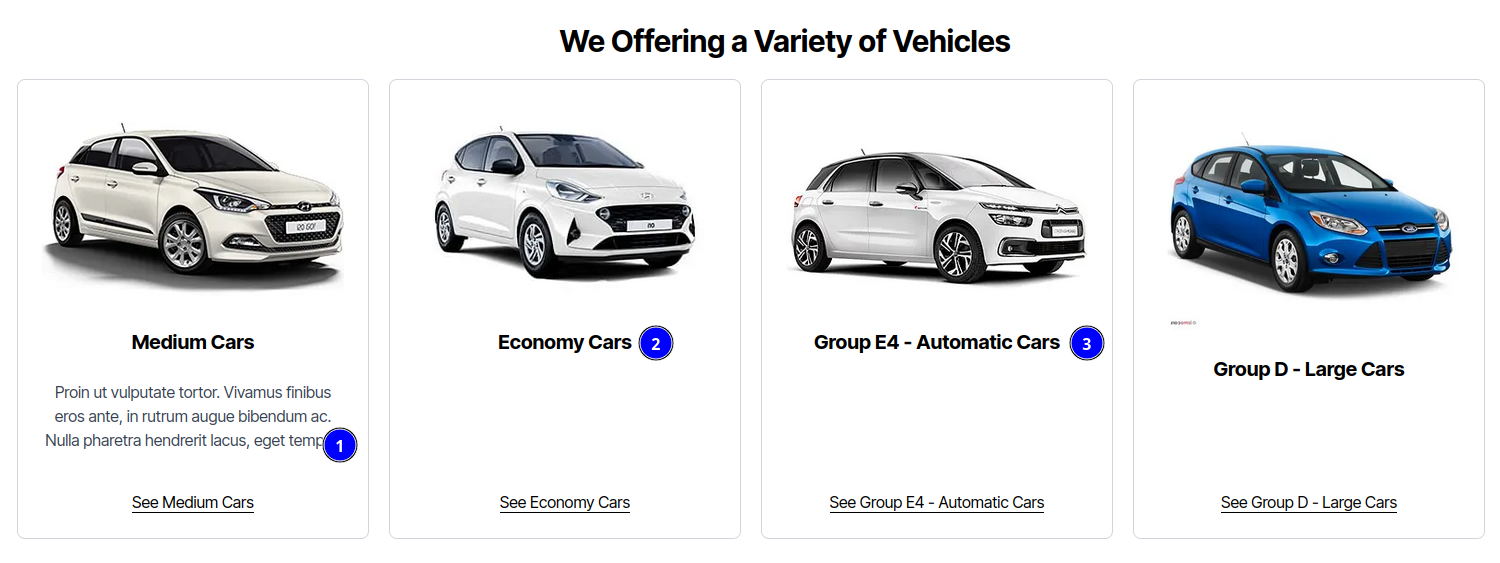 We Offering a Variety of Vehicles
i20 GO!
Medium Cars
Economy Cars
2
Group E4 - Automatic Cars
3
Group D - Large Cars
Proin ut vulputate tortor. Vivamus finibus
eros ante, in rutrum augue bibendum ac.
Nulla pharetra hendrerit lacus, eget
1
See Medium Cars
See Economy Cars
See Group E4 - Automatic Cars
See Group D - Large Cars